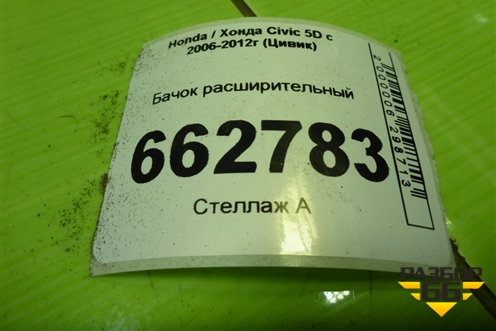 Honda / Хонда Civic 5D с
2006-2012г (Цивик)
Бачок расширительный
662783
Стеллаж А
2000006298713
РАЗБОР
66